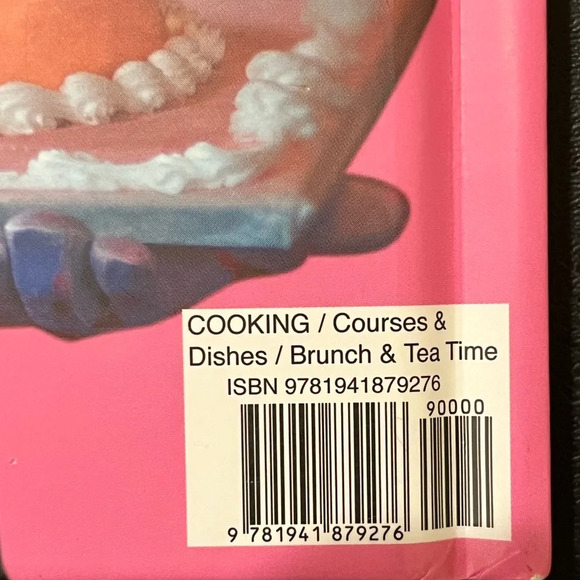 COOKING / Courses &
Dishes / Brunch & Tea Time
ISBN 9781941879276
90000
9 781941 879276